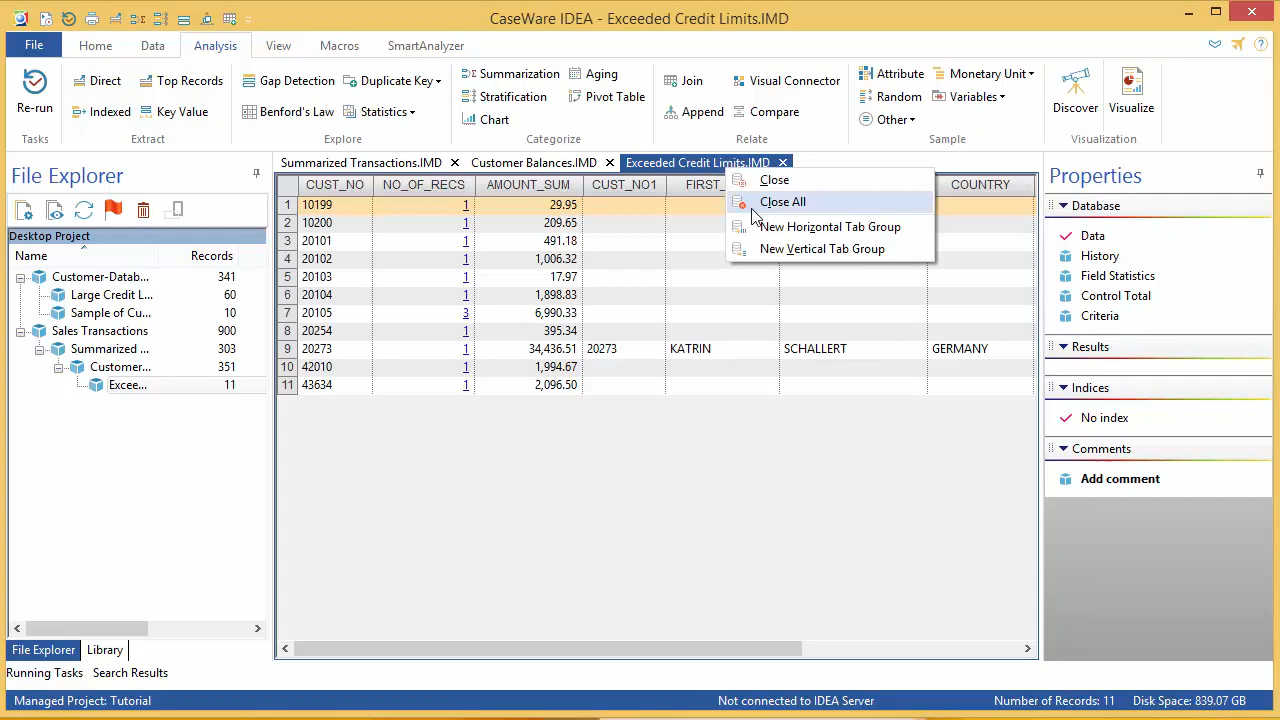 CaseWare IDEA - Exceeded Credit Limits.IMD
File Home Data Analysis View Macros SmartAnalyzer
Re-run
Tasks
Direct Top Records
Indexed Key Value
Extract
Gap Detection Duplicate Key
Benford's Law Statistics
Explore
Summarization Aging
Stratification Pivot Table
Chart
Categorize
Join Visual Connector
Append Compare
Relate
Attribute Monetary Unit
Random Variables
Other
Sample
Discover Visualize
Visualization
File Explorer
Desktop Project
Name Records
Customer-Datab... 341
Large Credit L... 60
Sample of Cu... 10
Sales Transactions 900
Summarized ... 303
Customer... 351
Excee... 11
File Explorer Library
Summarized Transactions.IMD Customer Balances.IMD Exceeded Credit Limits.IMD
CUST_NO NO_OF_RECS AMOUNT_SUM CUST_NO1 FIRST_ COUNTRY
1 10199 1 29.95
2 10200 1 209.65
3 20101 1 491.18
4 20102 1 1,006.32
5 20103 1 17.97
6 20104 1 1,898.83
7 20105 3 6,990.33
8 20254 1 395.34
9 20273 1 34,436.51 20273 KATRIN SCHALLERT GERMANY
10 42010 1 1,994.67
11 43634 1 2,096.50
Close
Close All
New Horizontal Tab Group
New Vertical Tab Group
Properties
Database
Data
History
Field Statistics
Control Total
Criteria
Results
Indices
No index
Comments
Add comment
Running Tasks Search Results
Managed Project: Tutorial Not connected to IDEA Server Number of Records: 11 Disk Space: 839.07 GB